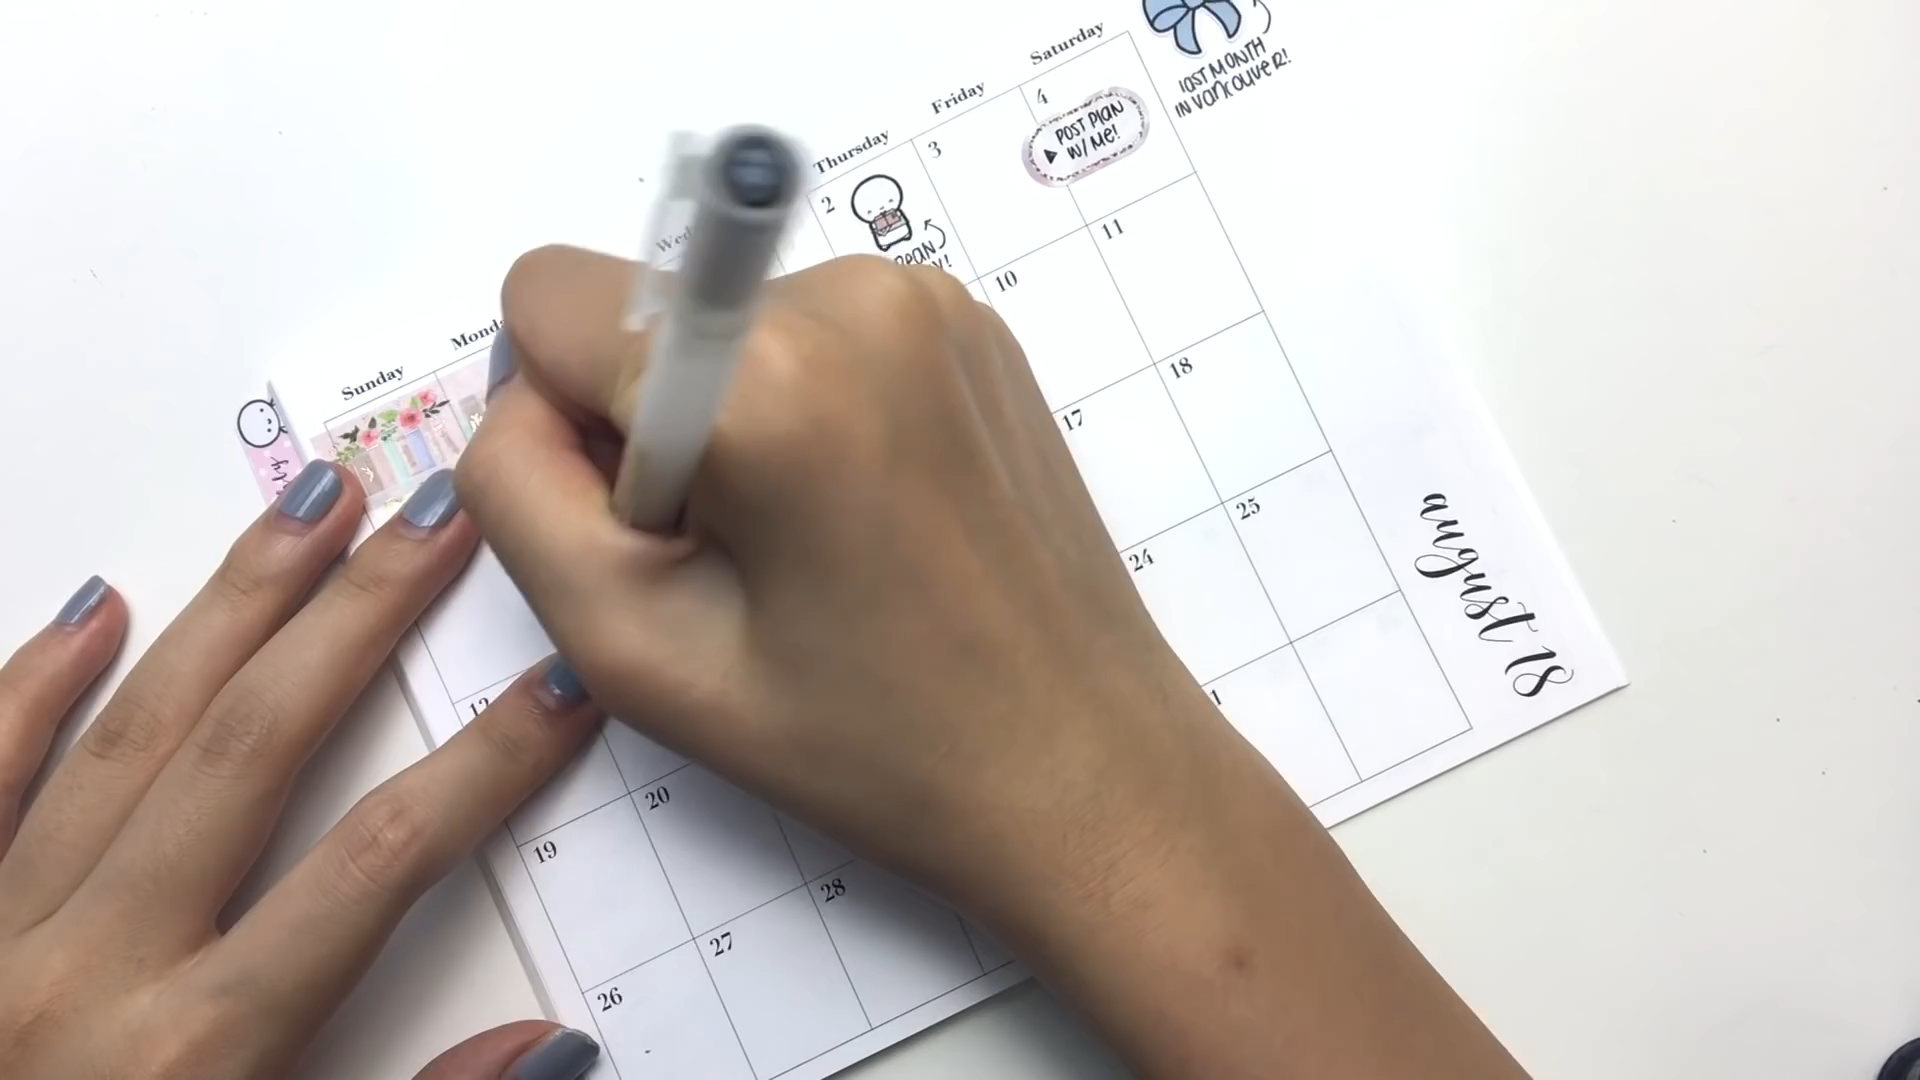 Sunday
Thursday
Friday
Saturday
2
3
4
POST PLAN
W/ ME!
LAST MONTH
IN VANCOUVER!
10
11
12
17
18
19
20
24
25
26
27
28
august 18